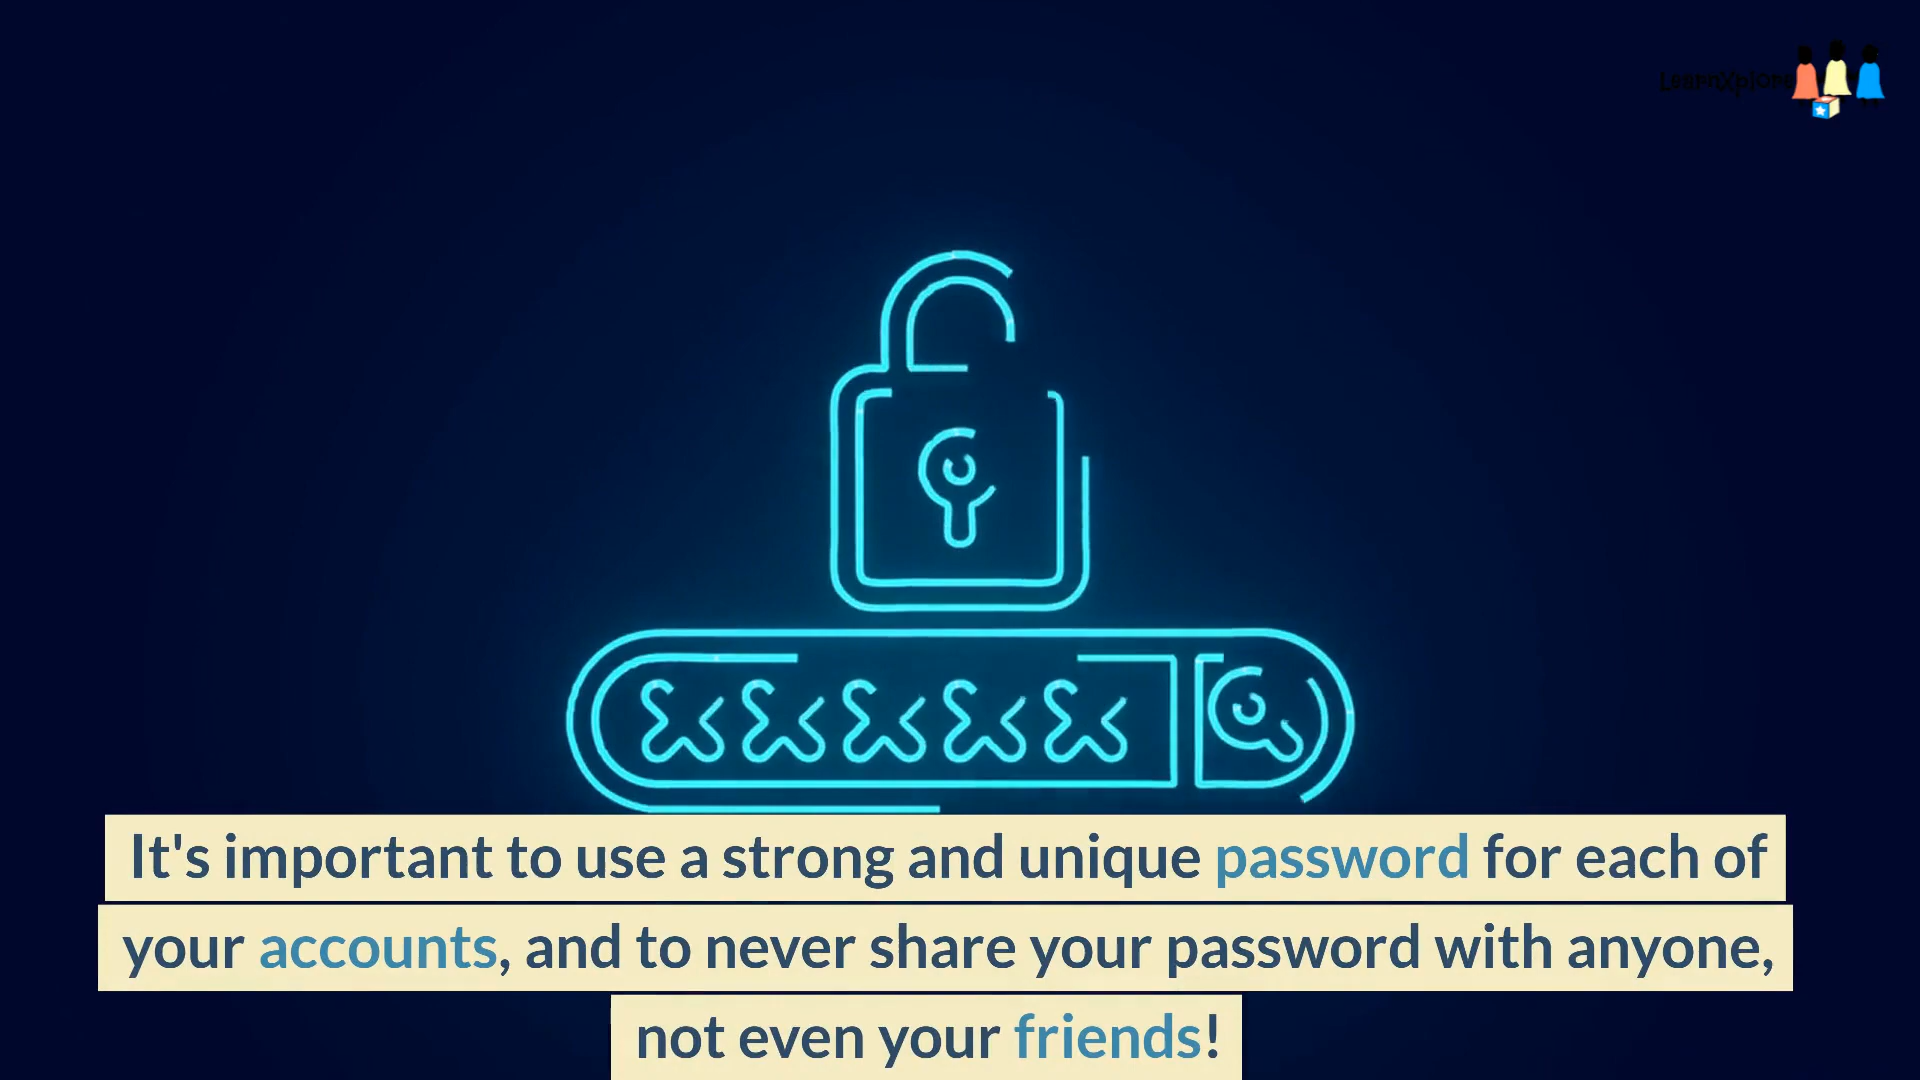 LearnXplore
It's important to use a strong and unique password for each of
your accounts, and to never share your password with anyone,
not even your friends!